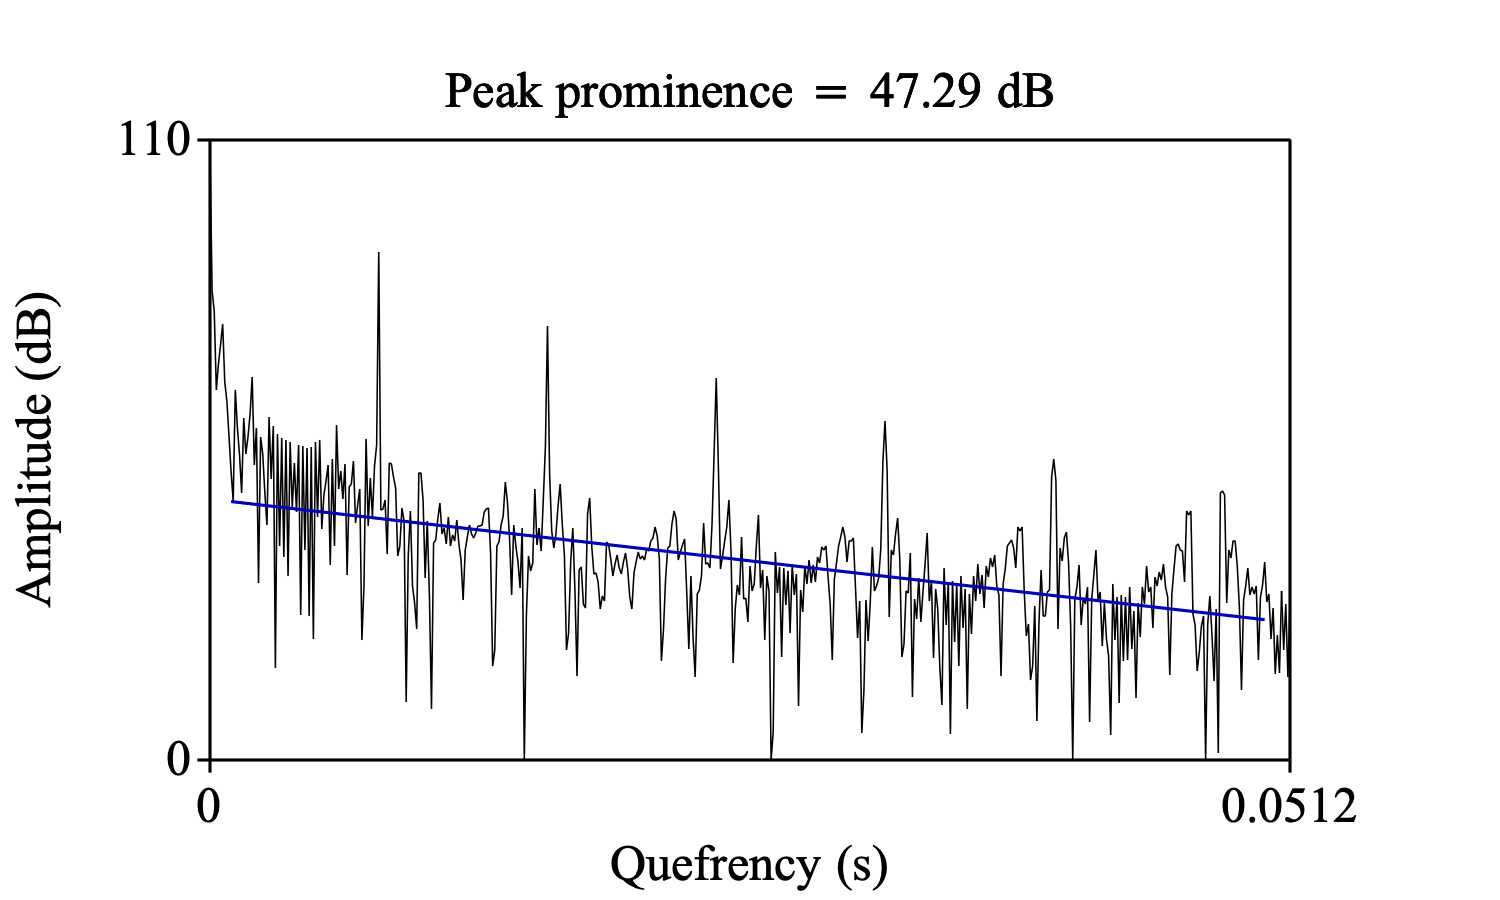 Peak prominence = 47.29 dB
110
Amplitude (dB)
0
0
0.0512
Quefrency (s)